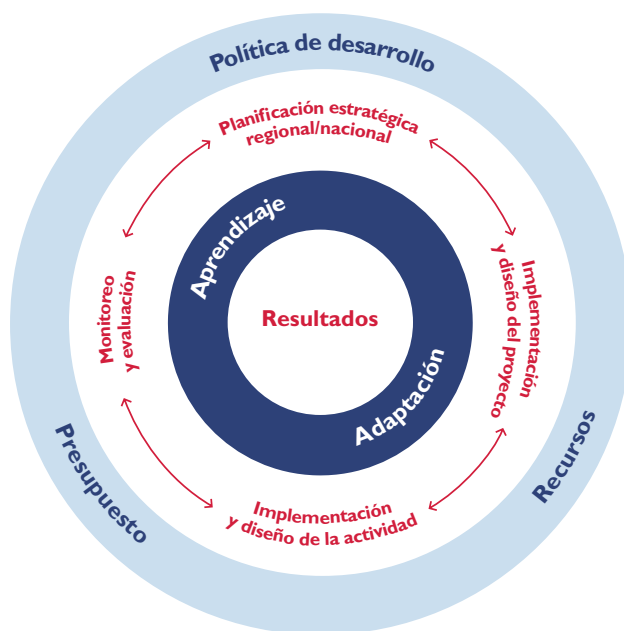 Política de desarrollo
Planificación estratégica
regional/nacional
Aprendizaje
Implementación
y diseño del proyecto
Monitoreo
y evaluación
Resultados
Adaptación
Presupuesto
Recursos
Implementación
y diseño de la actividad